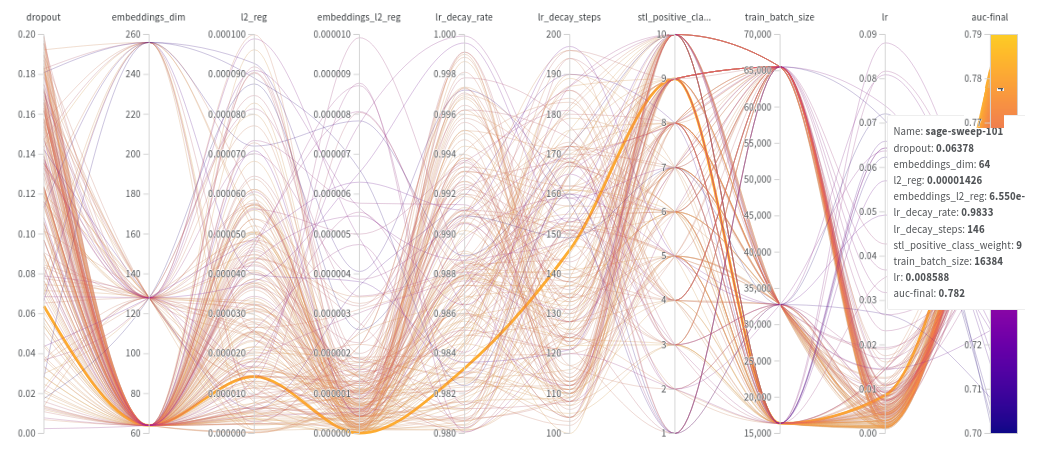 dropout embeddings_dim l2_reg embeddings_l2_reg lr_decay_rate lr_decay_steps stl_positive_cla... train_batch_size lr auc-final
0.20 260 0.000100 0.000010 1.000 200 10 70,000 0.09 0.79
0.18 240 0.000090 0.000009 0.998 190 9 65,000 0.08 0.78
0.16 220 0.000080 0.000008 0.996 180 8 60,000 0.07 0.77
0.14 200 0.000070 0.000007 0.994 170 7 55,000 0.06
0.12 180 0.000060 0.000006 0.992 160 6 50,000 0.05
0.10 160 0.000050 0.000005 0.990 150 5 45,000 0.04
0.08 140 0.000040 0.000004 0.988 140 4 40,000 0.03
0.06 120 0.000030 0.000003 0.986 130 3 35,000 0.02 0.72
0.04 100 0.000020 0.000002 0.984 120 2 30,000 0.01 0.71
0.02 80 0.000010 0.000001 0.982 110 1 25,000 0.00 0.70
0.00 60 0.000000 0.000000 0.980 100 20,000
15,000
Name: sage-sweep-101
dropout: 0.06378
embeddings_dim: 64
l2_reg: 0.00001426
embeddings_l2_reg: 6.550e-
lr_decay_rate: 0.9833
lr_decay_steps: 146
stl_positive_class_weight: 9
train_batch_size: 16384
lr: 0.008588
auc-final: 0.782